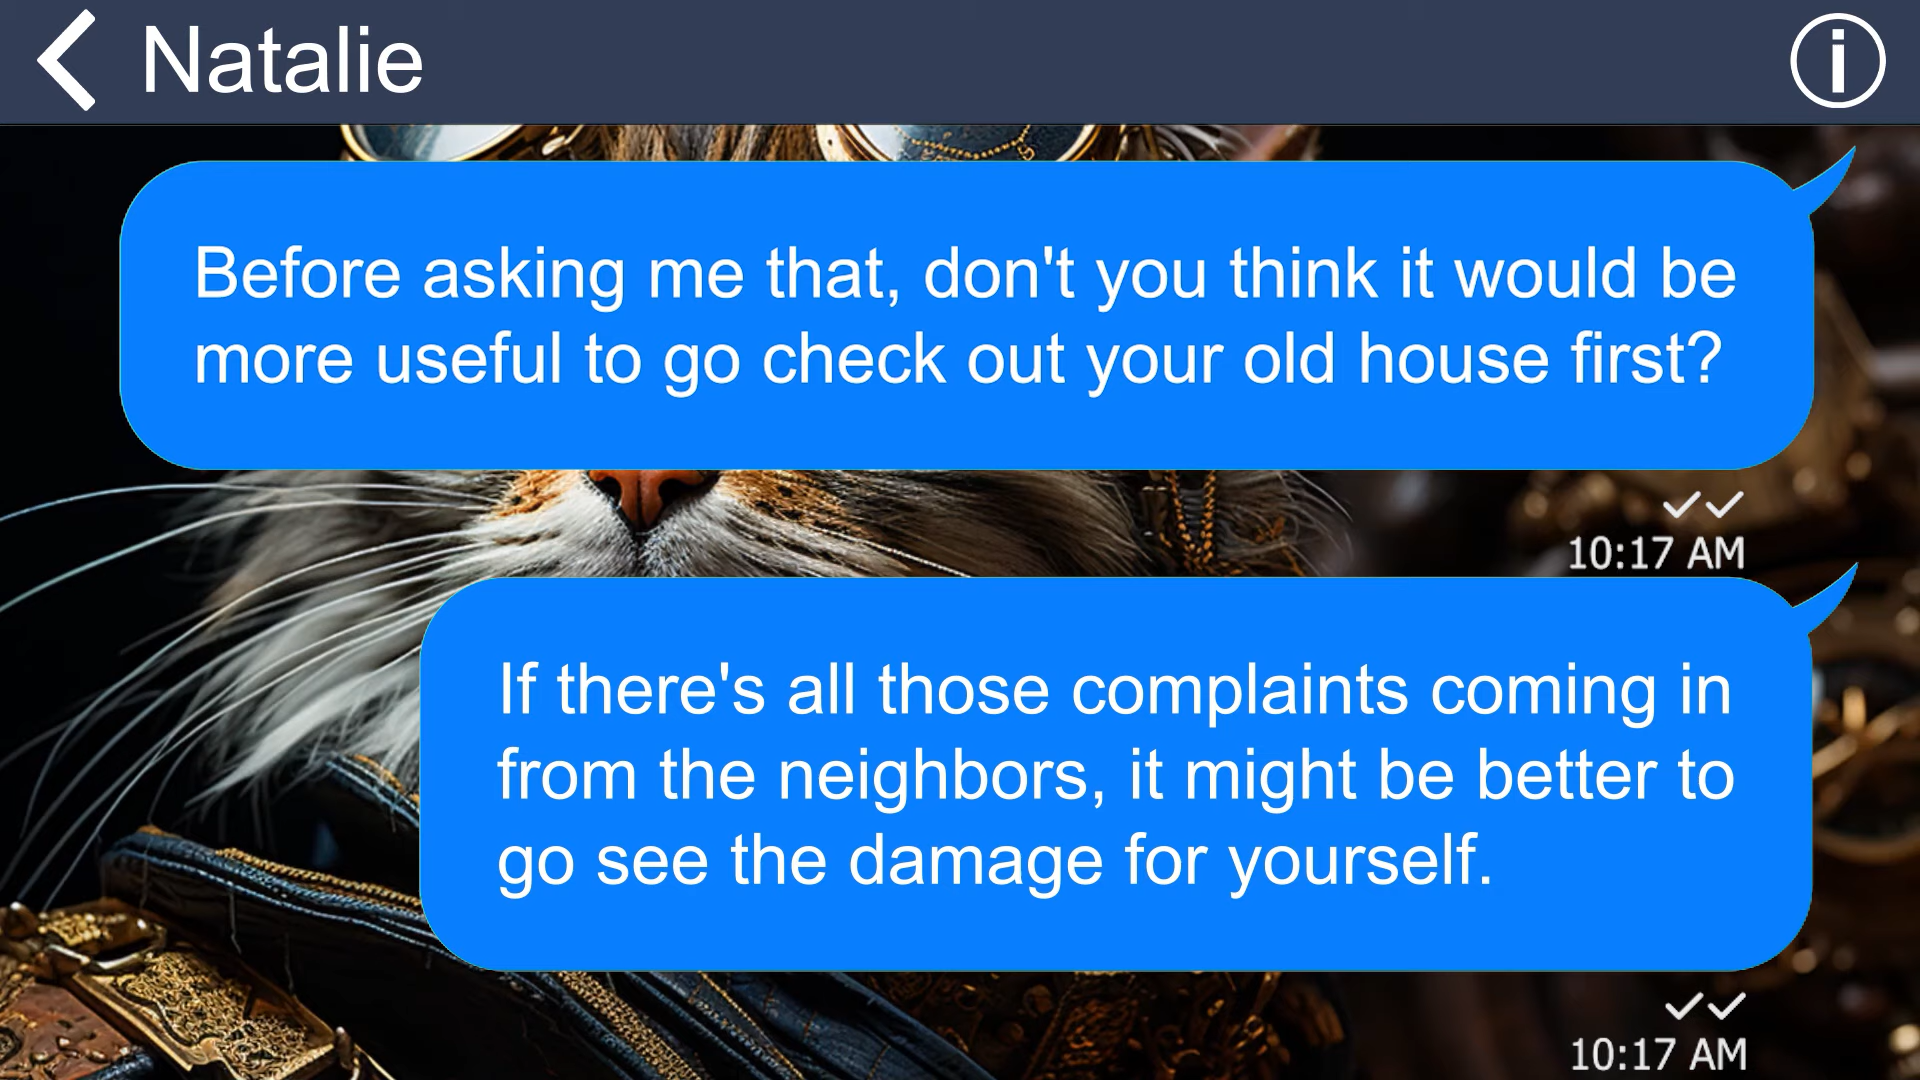 Natalie
Before asking me that, don't you think it would be
more useful to go check out your old house first?
10:17 AM
If there's all those complaints coming in
from the neighbors, it might be better to
go see the damage for yourself.
10:17 AM